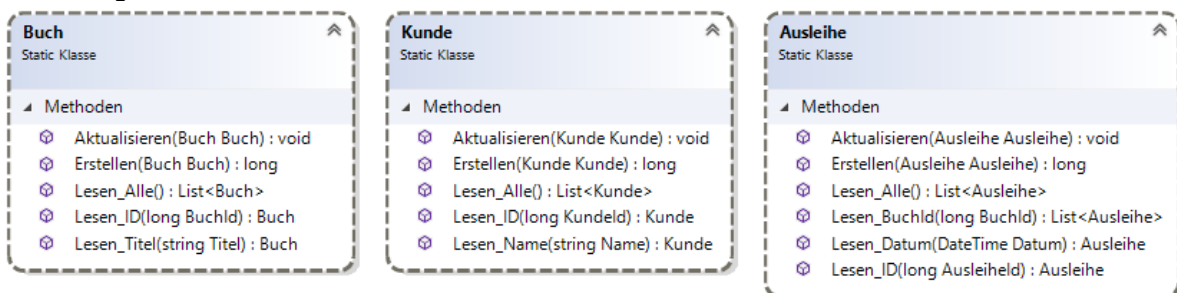 Buch
Static Klasse
Methoden
Aktualisieren(Buch Buch) : void
Erstellen(Buch Buch) : long
Lesen_Alle() : List<Buch>
Lesen_ID(long BuchId) : Buch
Lesen_Titel(string Titel) : Buch
Kunde
Static Klasse
Methoden
Aktualisieren(Kunde Kunde) : void
Erstellen(Kunde Kunde) : long
Lesen_Alle() : List<Kunde>
Lesen_ID(long KundeId) : Kunde
Lesen_Name(string Name) : Kunde
Ausleihe
Static Klasse
Methoden
Aktualisieren(Ausleihe Ausleihe) : void
Erstellen(Ausleihe Ausleihe) : long
Lesen_Alle() : List<Ausleihe>
Lesen_BuchId(long BuchId) : List<Ausleihe>
Lesen_Datum(DateTime Datum) : Ausleihe
Lesen_ID(long AusleiheId) : Ausleihe